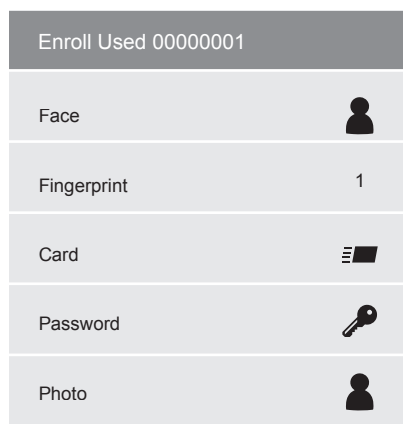 Enroll Used 00000001
Face
Fingerprint 1
Card
Password
Photo